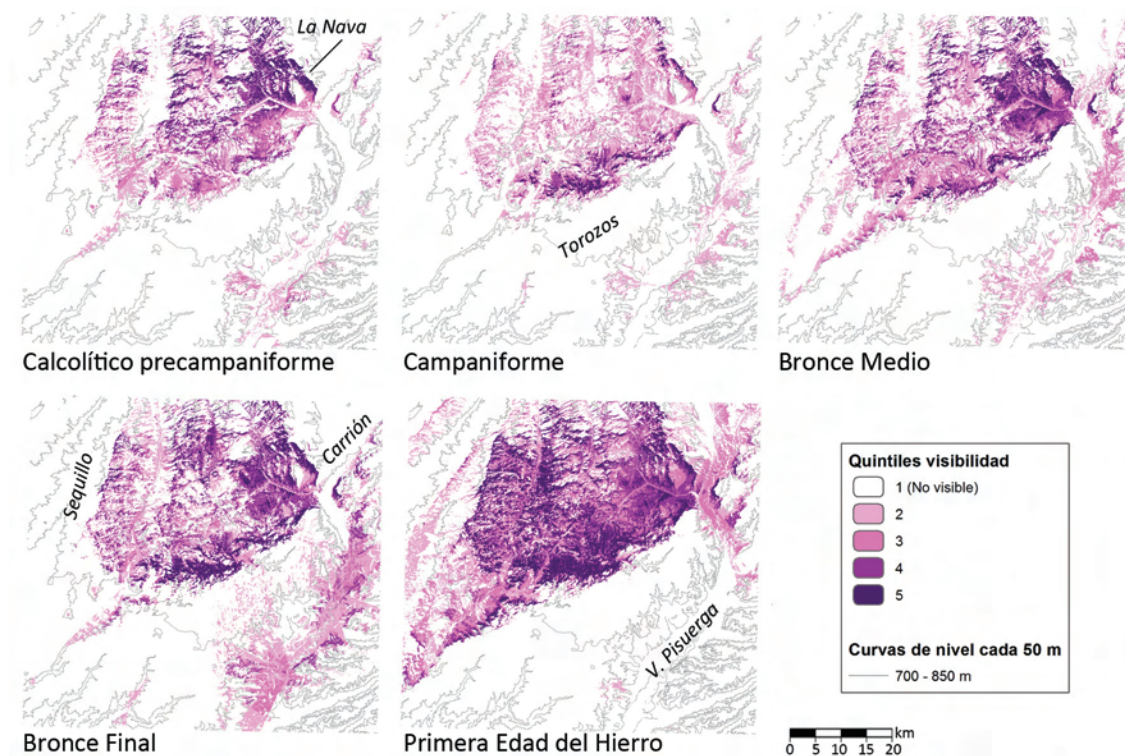 La Nava
Torozos
Calcolítico precampaniforme
Campaniforme
Bronce Medio
Sequillo
Carrión
V. Pisuerga
Bronce Final
Primera Edad del Hierro
Quintiles visibilidad
1 (No visible)
2
3
4
5
Curvas de nivel cada 50 m
700 - 850 m
km
0 5 10 15 20